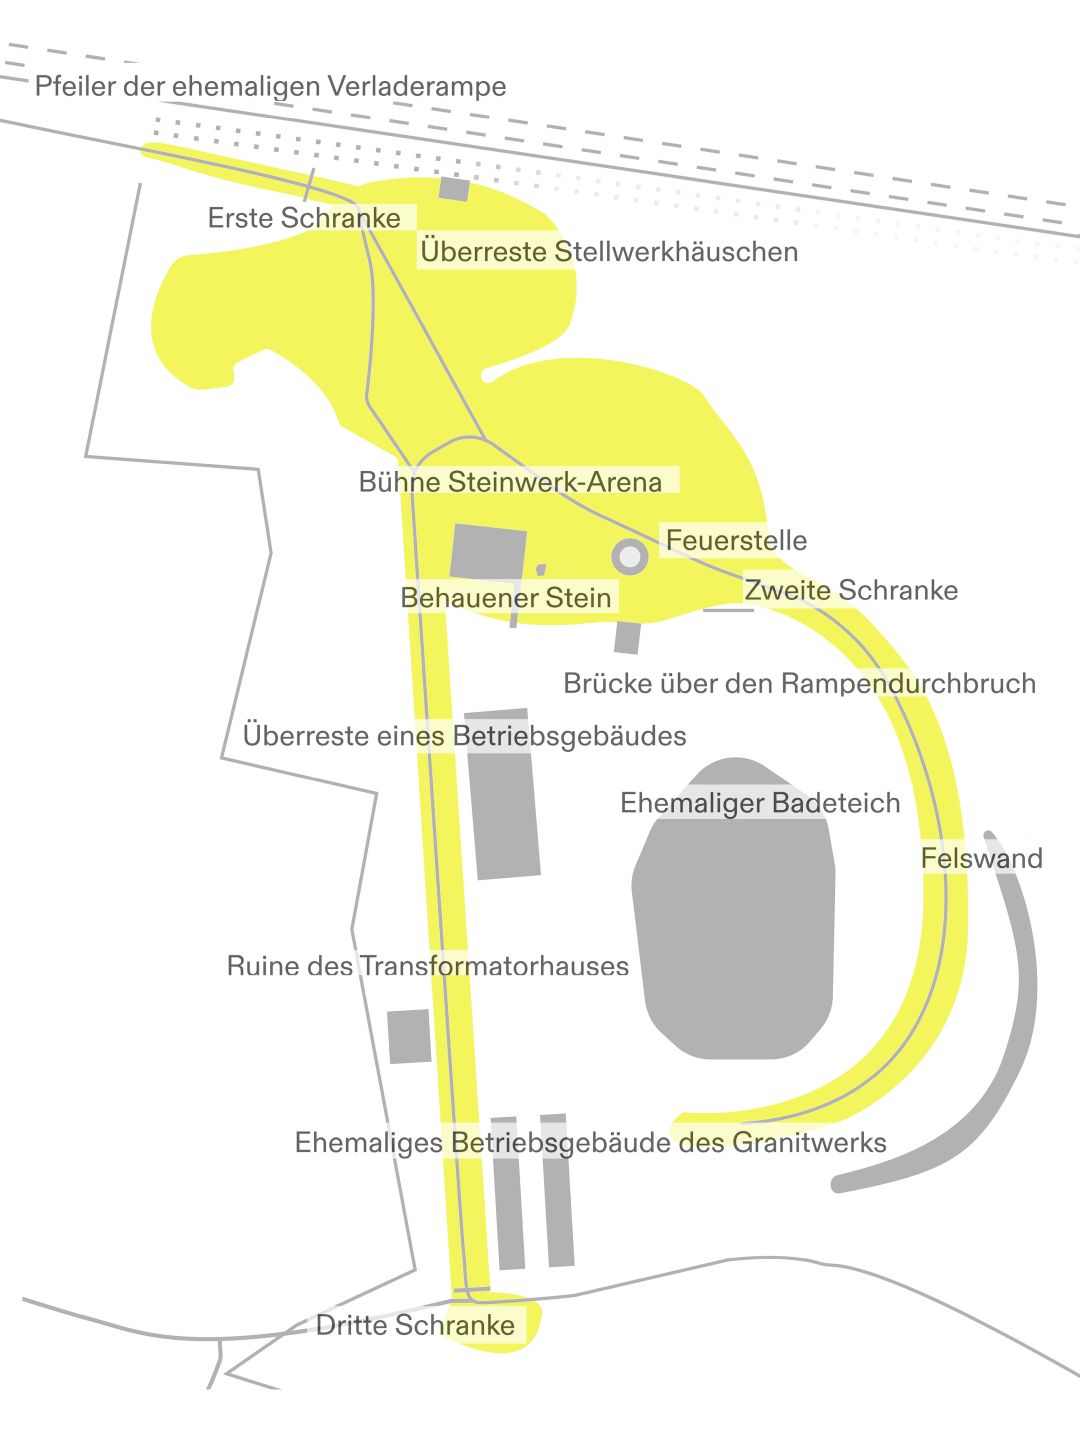 Pfeiler der ehemaligen Verladerampe
Erste Schranke
Überreste Stellwerkhäuschen
Bühne Steinwerk-Arena
Feuerstelle
Zweite Schranke
Behauener Stein
Brücke über den Rampendurchbruch
Überreste eines Betriebsgebäudes
Ehemaliger Badeteich
Felswand
Ruine des Transformatorhauses
Ehemaliges Betriebsgebäude des Granitwerks
Dritte Schranke